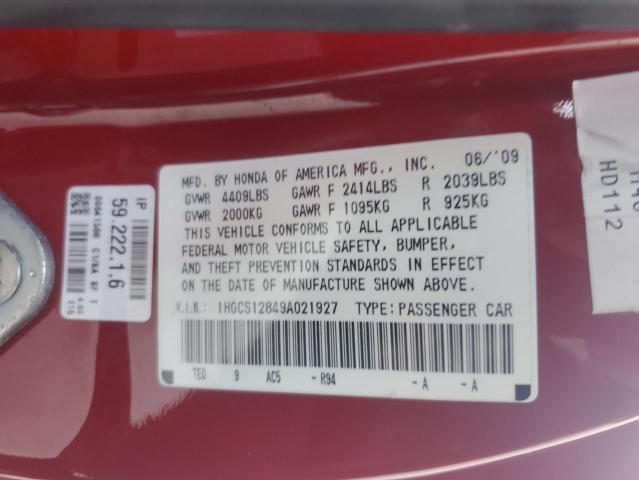 MFD. BY HONDA OF AMERICA MFG., INC. 06/'09
GVWR 4409LBS GAWR F 2414LBS R 2039LBS
GVWR 2000KG GAWR F 1095KG R 925KG
THIS VEHICLE CONFORMS TO ALL APPLICABLE
FEDERAL MOTOR VEHICLE SAFETY, BUMPER,
AND THEFT PREVENTION STANDARDS IN EFFECT
ON THE DATE OF MANUFACTURE SHOWN ABOVE.
V.I.N.: 1HGCS12849A021927 TYPE: PASSENGER CAR
TE0 9 AC5 - R94 - A - A
IP
59.222.1.6
HD112